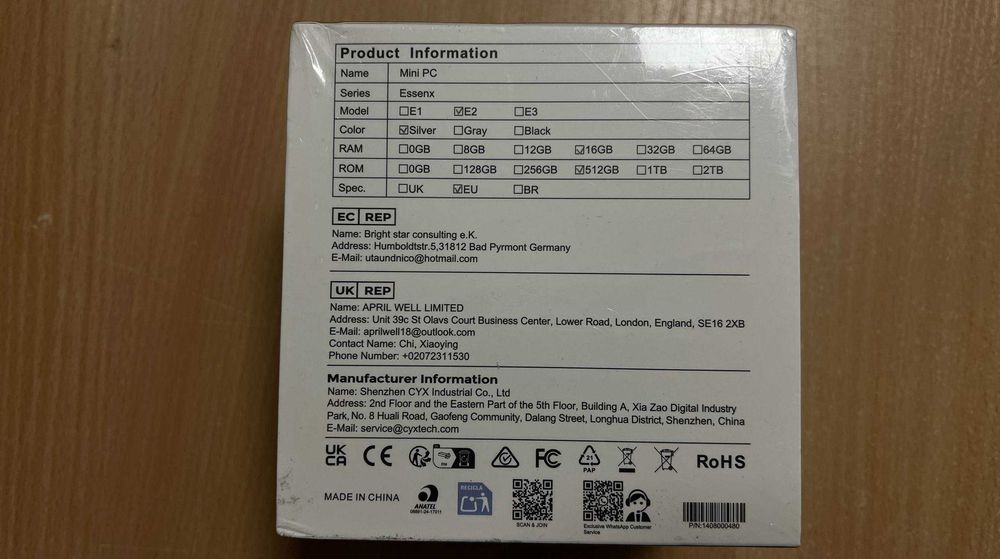 Product Information
Name Mini PC
Series Essenx
Model ☐E1 ☑E2 ☐E3
Color ☑Silver ☐Gray ☐Black
RAM ☐0GB ☐8GB ☐12GB ☑16GB ☐32GB ☐64GB
ROM ☐0GB ☐128GB ☐256GB ☑512GB ☐1TB ☐2TB
Spec. ☐UK ☑EU ☐BR
EC REP
Name: Bright star consulting e.K.
Address: Humboldtstr.5,31812 Bad Pyrmont Germany
E-Mail: utaundnico@hotmail.com
UK REP
Name: APRIL WELL LIMITED
Address: Unit 39c St Olavs Court Business Center, Lower Road, London, England, SE16 2XB
E-Mail: aprilwell18@outlook.com
Contact Name: Chi, Xiaoying
Phone Number: +02072311530
Manufacturer Information
Name: Shenzhen CYX Industrial Co., Ltd
Address: 2nd Floor and the Eastern Part of the 5th Floor, Building A, Xia Zao Digital Industry
Park, No. 8 Huali Road, Gaofeng Community, Dalang Street, Longhua District, Shenzhen, China
E-Mail: service@cyxtech.com
UK
CA CE FC 21 PAP RoHS
MADE IN CHINA ANATEL RECICLA
SCAN & JOIN
Exclusive WhatsApp Customer
Service
P/N:1408000480